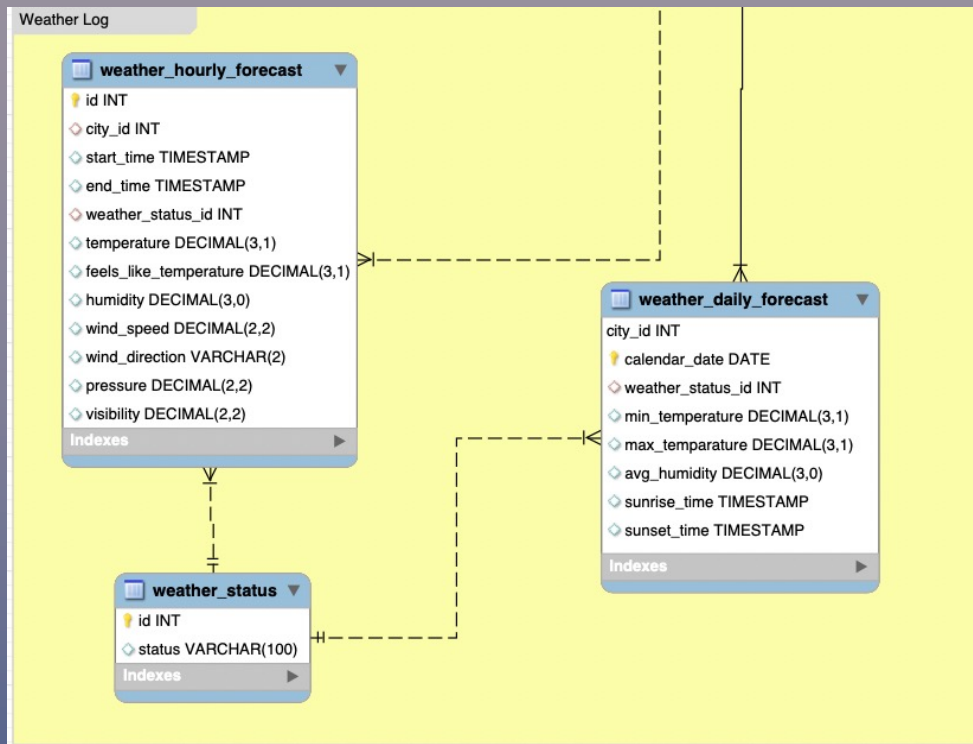 Weather Log
weather_hourly_forecast
id INT
city_id INT
start_time TIMESTAMP
end_time TIMESTAMP
weather_status_id INT
temperature DECIMAL(3,1)
feels_like_temperature DECIMAL(3,1)
humidity DECIMAL(3,0)
wind_speed DECIMAL(2,2)
wind_direction VARCHAR(2)
pressure DECIMAL(2,2)
visibility DECIMAL(2,2)
Indexes
weather_daily_forecast
city_id INT
calendar_date DATE
weather_status_id INT
min_temperature DECIMAL(3,1)
max_temparature DECIMAL(3,1)
avg_humidity DECIMAL(3,0)
sunrise_time TIMESTAMP
sunset_time TIMESTAMP
Indexes
weather_status
id INT
status VARCHAR(100)
Indexes